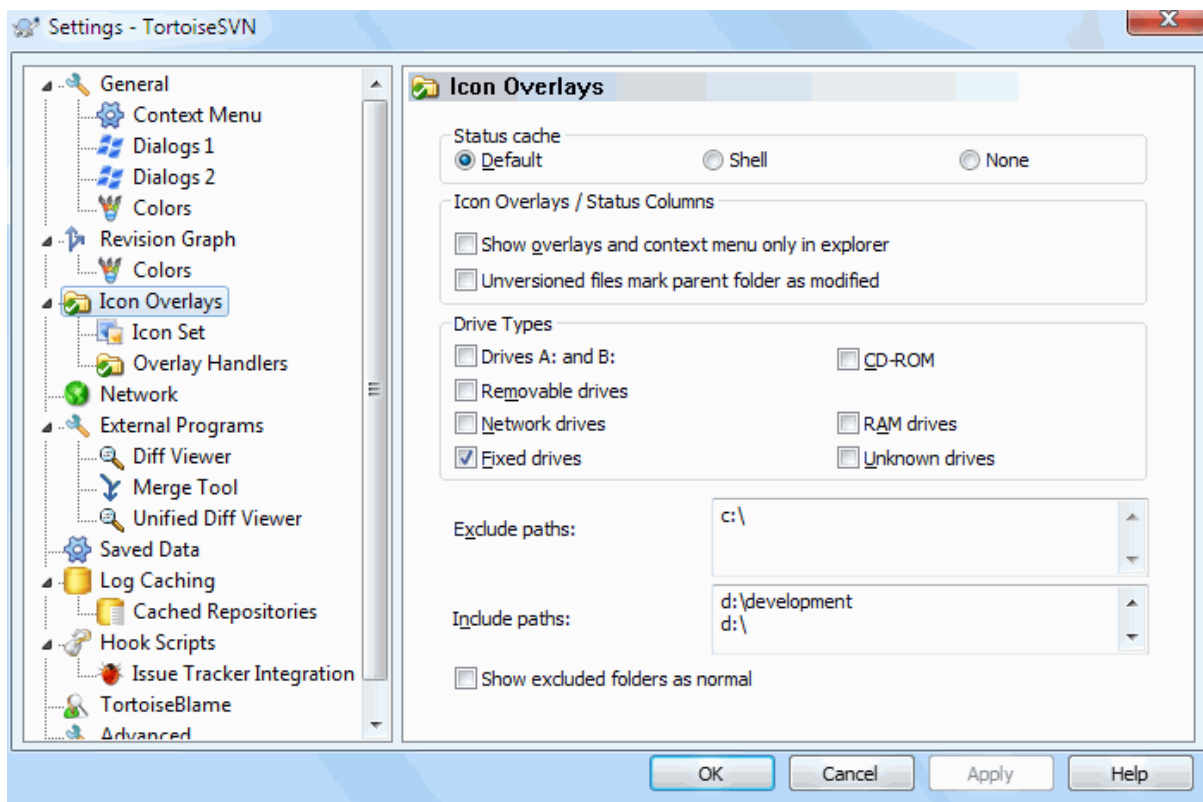 Settings - TortoiseSVN
General
Context Menu
Dialogs 1
Dialogs 2
Colors
Revision Graph
Colors
Icon Overlays
Icon Set
Overlay Handlers
Network
External Programs
Diff Viewer
Merge Tool
Unified Diff Viewer
Saved Data
Log Caching
Cached Repositories
Hook Scripts
Issue Tracker Integration
TortoiseBlame
Advanced
Icon Overlays
Status cache
Default Shell None
Icon Overlays / Status Columns
Show overlays and context menu only in explorer
Unversioned files mark parent folder as modified
Drive Types
Drives A: and B: CD-ROM
Removable drives
Network drives RAM drives
Fixed drives Unknown drives
Exclude paths: c:\
Include paths: d:\development
d:\
Show excluded folders as normal
OK Cancel Apply Help